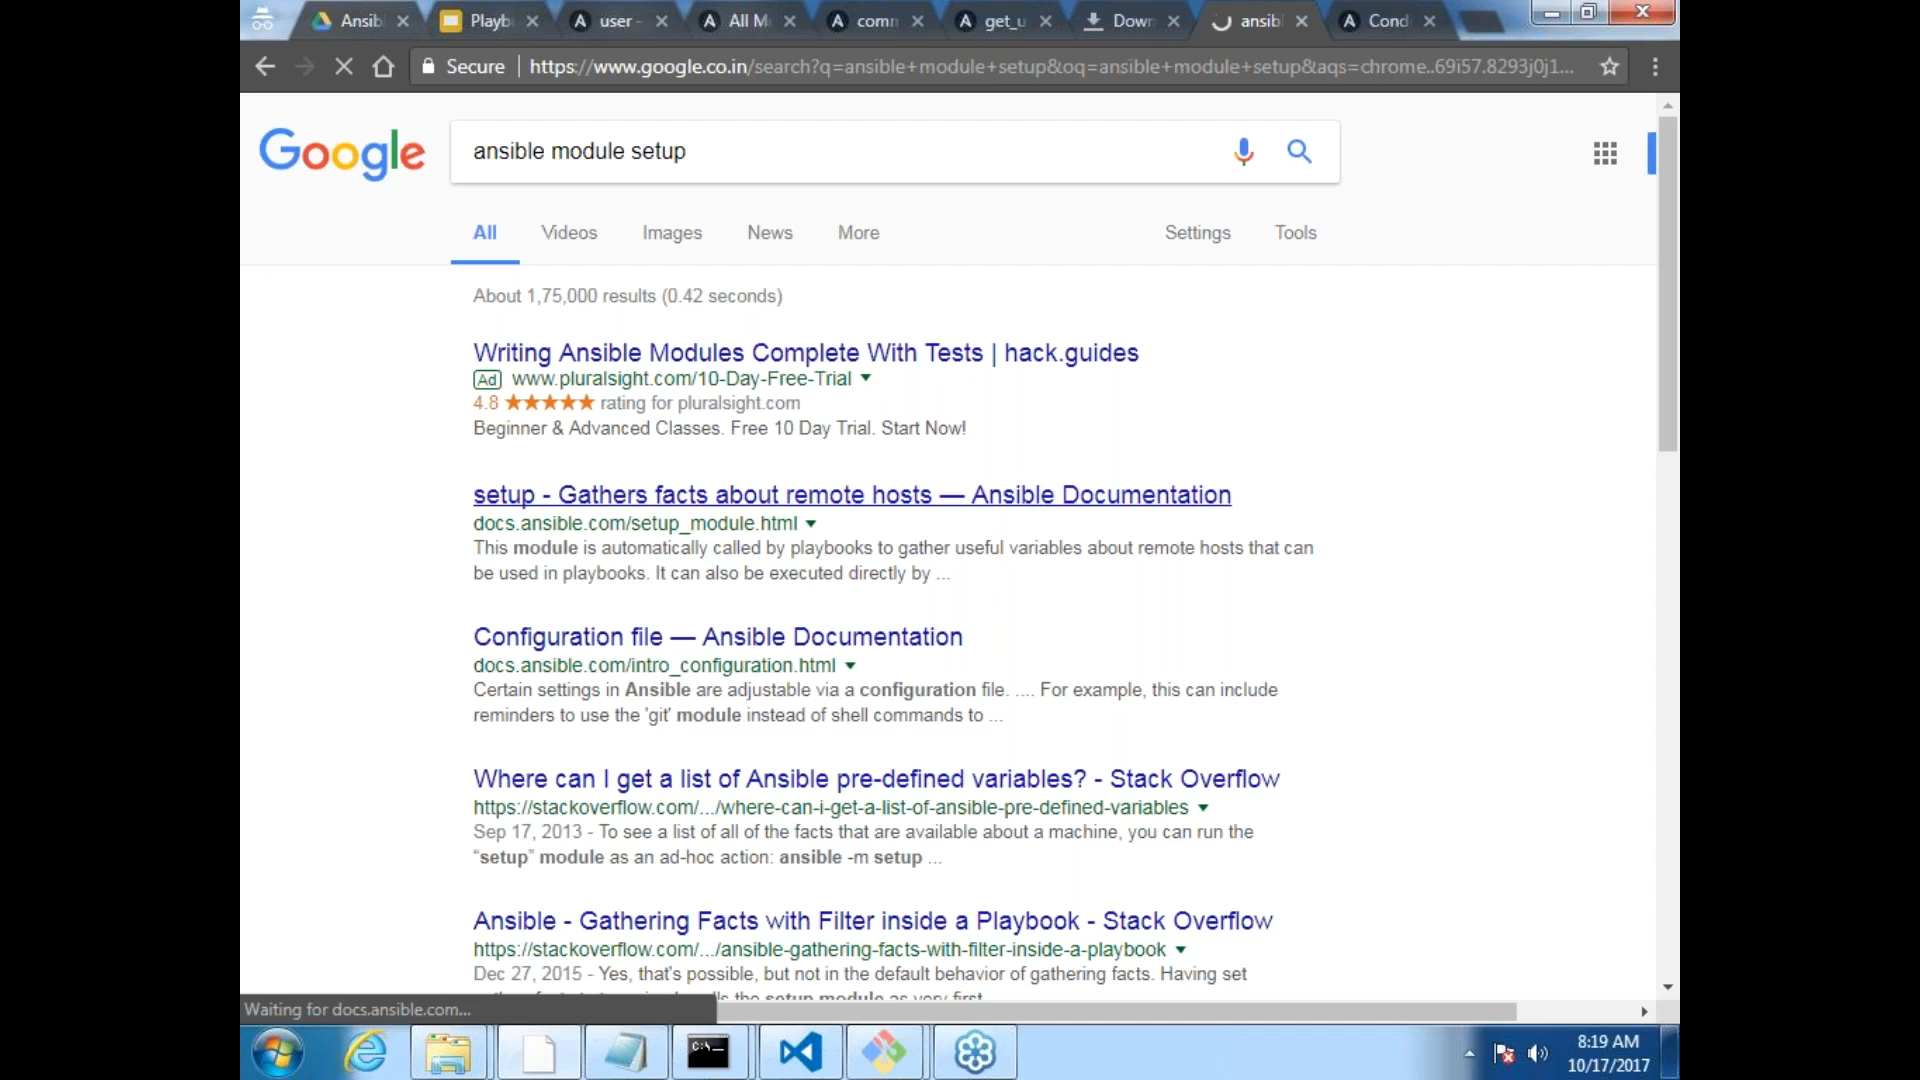 Ansib
Playb
user -
All M
comn
get_u
Down
ansibl
Condi
Secure
https://www.google.co.in/search?q=ansible+module+setup&oq=ansible+module+setup&aqs=chrome..69i57.8293j0j1...
Google
ansible module setup
All
Videos
Images
News
More
Settings
Tools
About 1,75,000 results (0.42 seconds)
Writing Ansible Modules Complete With Tests | hack.guides
Ad www.pluralsight.com/10-Day-Free-Trial
4.8 ★★★★★ rating for pluralsight.com
Beginner & Advanced Classes. Free 10 Day Trial. Start Now!
setup - Gathers facts about remote hosts — Ansible Documentation
docs.ansible.com/setup_module.html
This module is automatically called by playbooks to gather useful variables about remote hosts that can
be used in playbooks. It can also be executed directly by ...
Configuration file — Ansible Documentation
docs.ansible.com/intro_configuration.html
Certain settings in Ansible are adjustable via a configuration file. .... For example, this can include
reminders to use the 'git' module instead of shell commands to ...
Where can I get a list of Ansible pre-defined variables? - Stack Overflow
https://stackoverflow.com/.../where-can-i-get-a-list-of-ansible-pre-defined-variables
Sep 17, 2013 - To see a list of all of the facts that are available about a machine, you can run the
“setup” module as an ad-hoc action: ansible -m setup ...
Ansible - Gathering Facts with Filter inside a Playbook - Stack Overflow
https://stackoverflow.com/.../ansible-gathering-facts-with-filter-inside-a-playbook
Dec 27, 2015 - Yes, that's possible, but not in the default behavior of gathering facts. Having set
the setup module as very first
Waiting for docs.ansible.com...
8:19 AM
10/17/2017